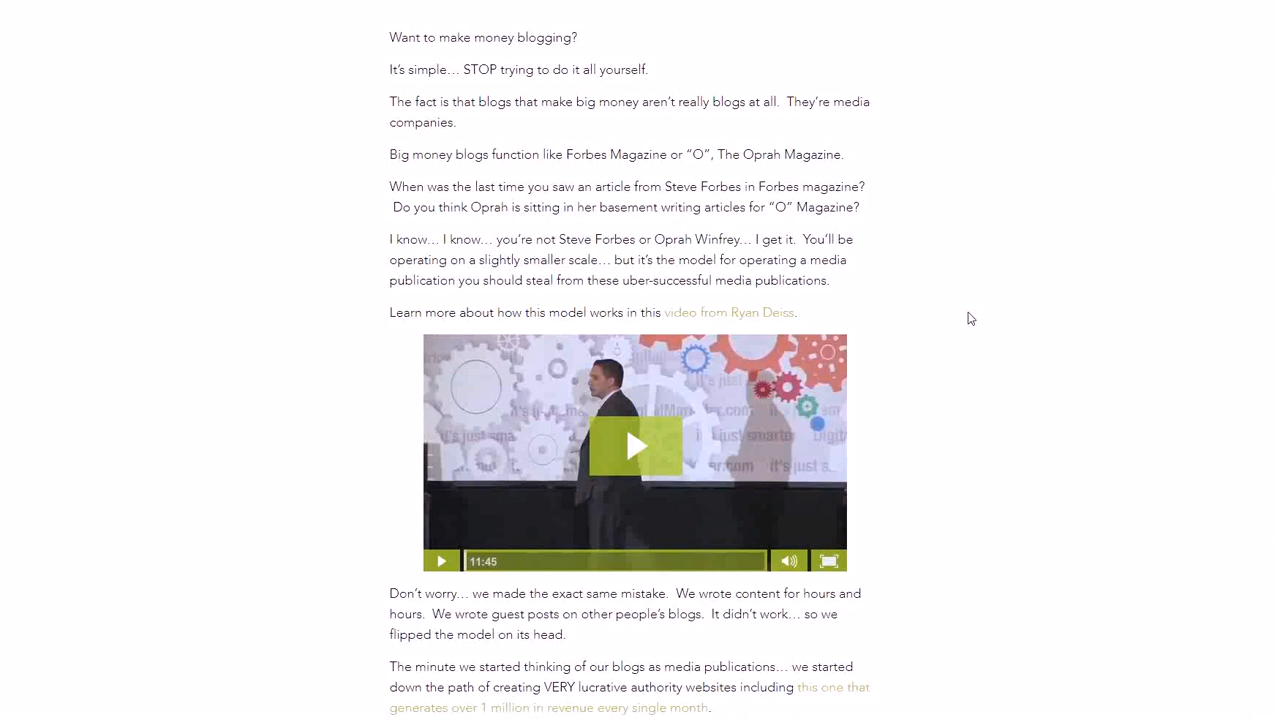 Want to make money blogging?
It's simple… STOP trying to do it all yourself.
The fact is that blogs that make big money aren't really blogs at all.  They're media
companies.
Big money blogs function like Forbes Magazine or “O”, The Oprah Magazine.
When was the last time you saw an article from Steve Forbes in Forbes magazine?
Do you think Oprah is sitting in her basement writing articles for “O” Magazine?
I know… I know… you're not Steve Forbes or Oprah Winfrey… I get it.  You'll be
operating on a slightly smaller scale… but it's the model for operating a media
publication you should steal from these uber-successful media publications.
Learn more about how this model works in this video from Ryan Deiss.
it's just smarter
it's just s
11:45
Don't worry… we made the exact same mistake.  We wrote content for hours and
hours.  We wrote guest posts on other people's blogs.  It didn't work… so we
flipped the model on its head.
The minute we started thinking of our blogs as media publications… we started
down the path of creating VERY lucrative authority websites including this one that
generates over 1 million in revenue every single month.